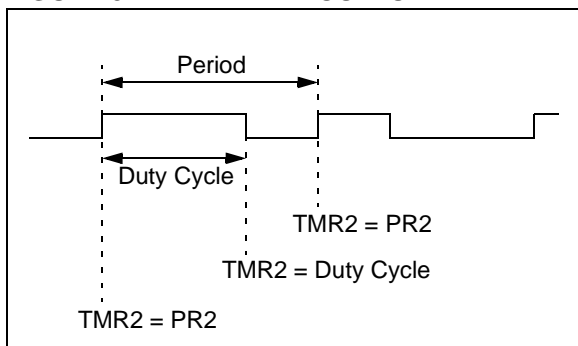 Period
Duty Cycle
TMR2 = PR2
TMR2 = Duty Cycle
TMR2 = PR2